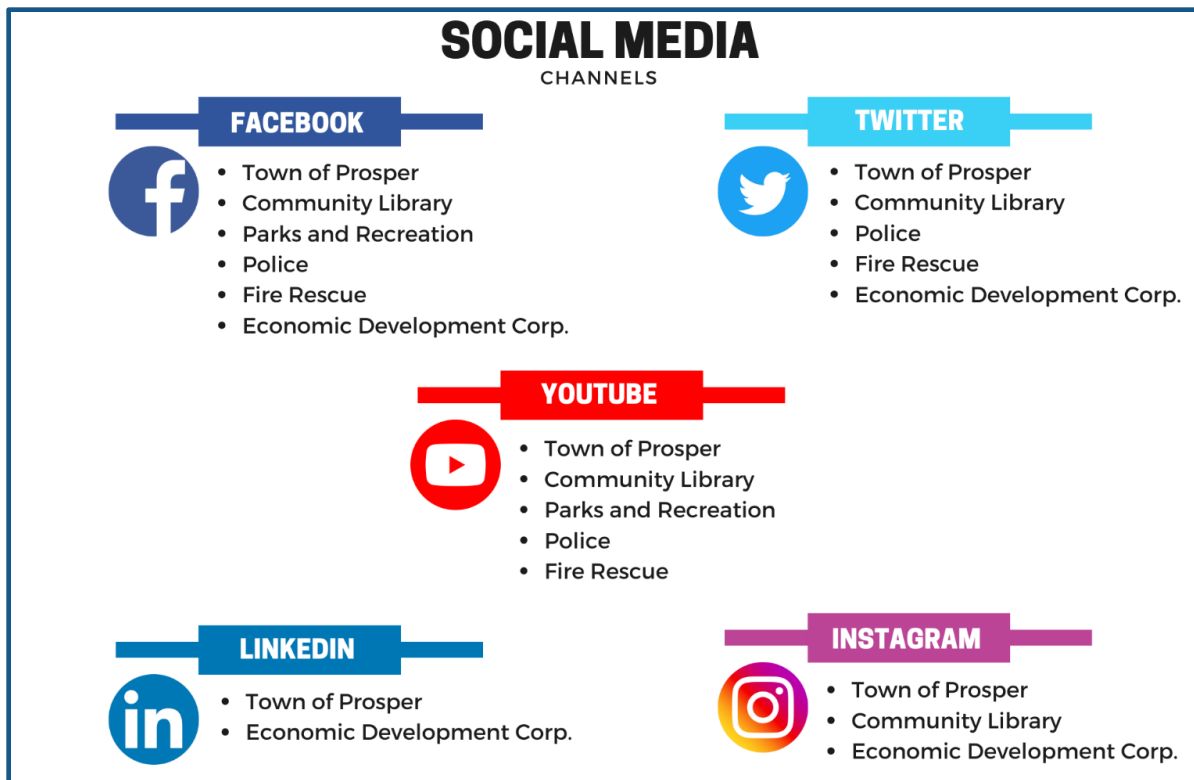 SOCIAL MEDIA
CHANNELS
FACEBOOK
• Town of Prosper
• Community Library
• Parks and Recreation
• Police
• Fire Rescue
• Economic Development Corp.
TWITTER
• Town of Prosper
• Community Library
• Police
• Fire Rescue
• Economic Development Corp.
YOUTUBE
• Town of Prosper
• Community Library
• Parks and Recreation
• Police
• Fire Rescue
LINKEDIN
in
• Town of Prosper
• Economic Development Corp.
INSTAGRAM
• Town of Prosper
• Community Library
• Economic Development Corp.